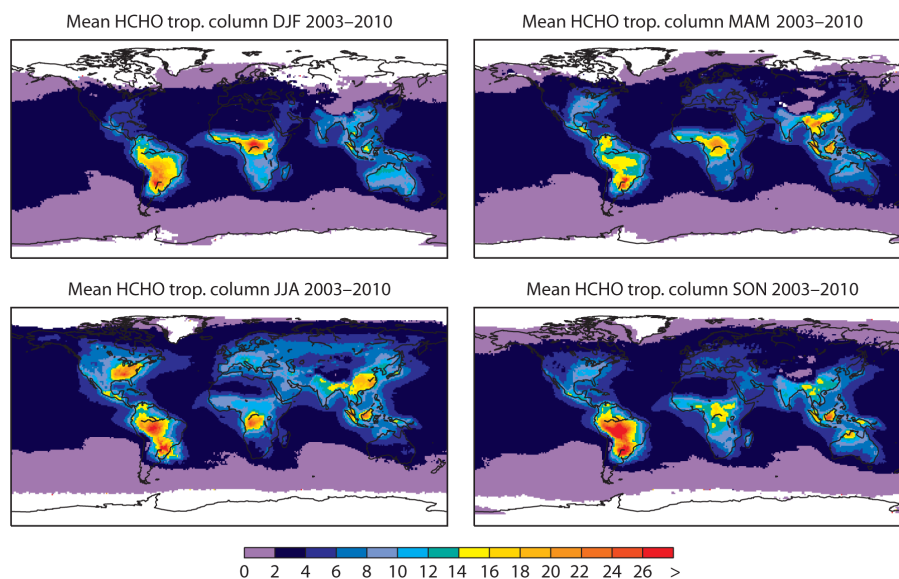 Mean HCHO trop. column DJF 2003–2010
Mean HCHO trop. column MAM 2003–2010
Mean HCHO trop. column JJA 2003–2010
Mean HCHO trop. column SON 2003–2010
0 2 4 6 8 10 12 14 16 18 20 22 24 26 >